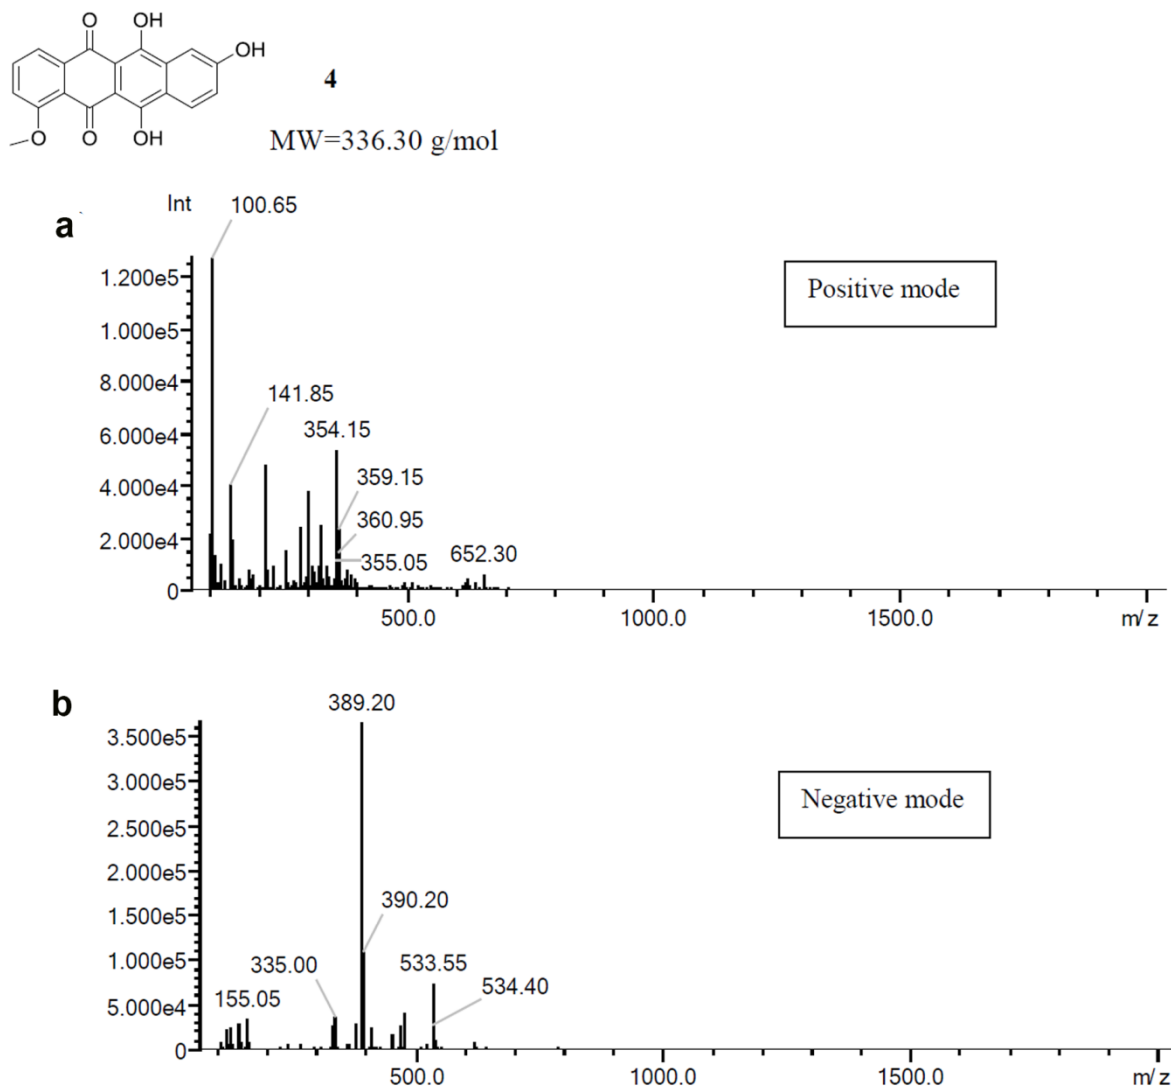 O OH
OH
O O OH
4
MW=336.30 g/mol
a
Int 100.65
1.200e5
1.000e5
8.000e4
6.000e4
4.000e4
2.000e4
0
141.85
354.15
359.15
360.95
355.05
652.30
Positive mode
500.0 1000.0 1500.0 m/z
b
389.20
3.500e5
3.000e5
2.500e5
2.000e5
1.500e5
1.000e5
5.000e4
0
390.20
335.00
533.55
534.40
155.05
Negative mode
500.0 1000.0 1500.0 m/z